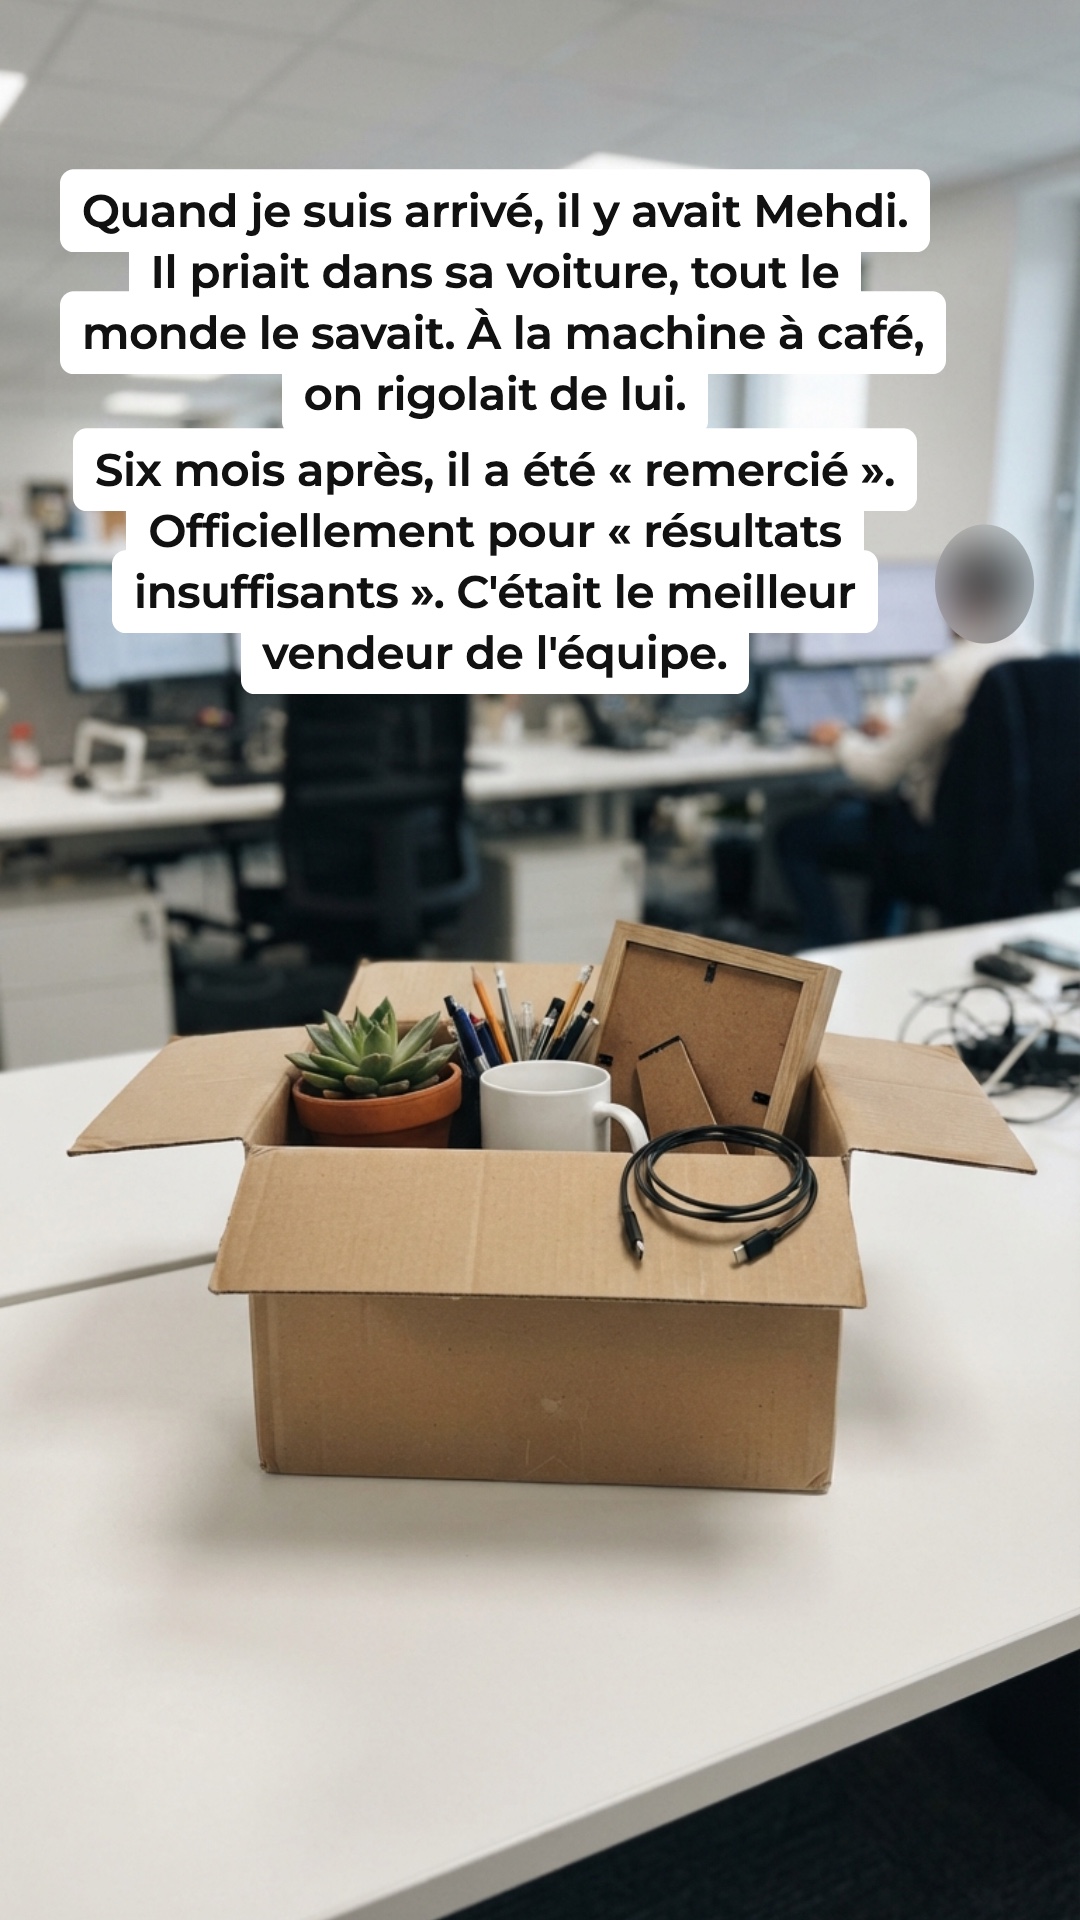 Quand je suis arrivé, il y avait Mehdi.
Il priait dans sa voiture, tout le
monde le savait. À la machine à café,
on rigolait de lui.
Six mois après, il a été « remercié ».
Officiellement pour « résultats
insuffisants ». C'était le meilleur
vendeur de l'équipe.